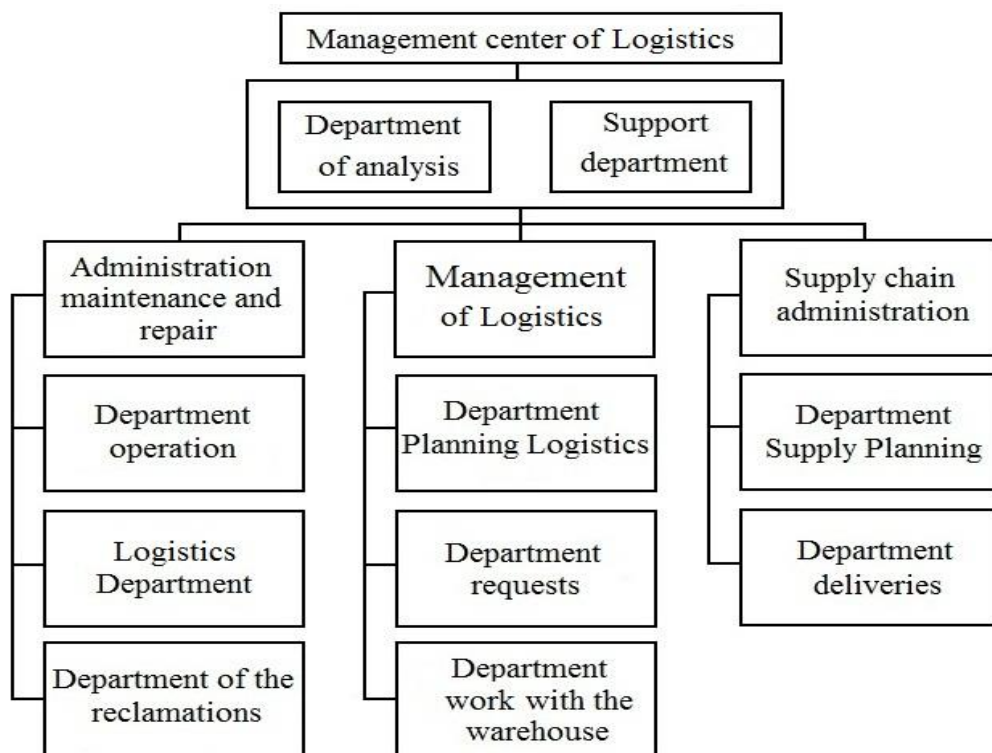 Management center of Logistics
Department
of analysis
Support
department
Administration
maintenance and
repair
Department
operation
Logistics
Department
Department of the
reclamations
Management
of Logistics
Department
Planning Logistics
Department
requests
Department
work with the
warehouse
Supply chain
administration
Department
Supply Planning
Department
deliveries